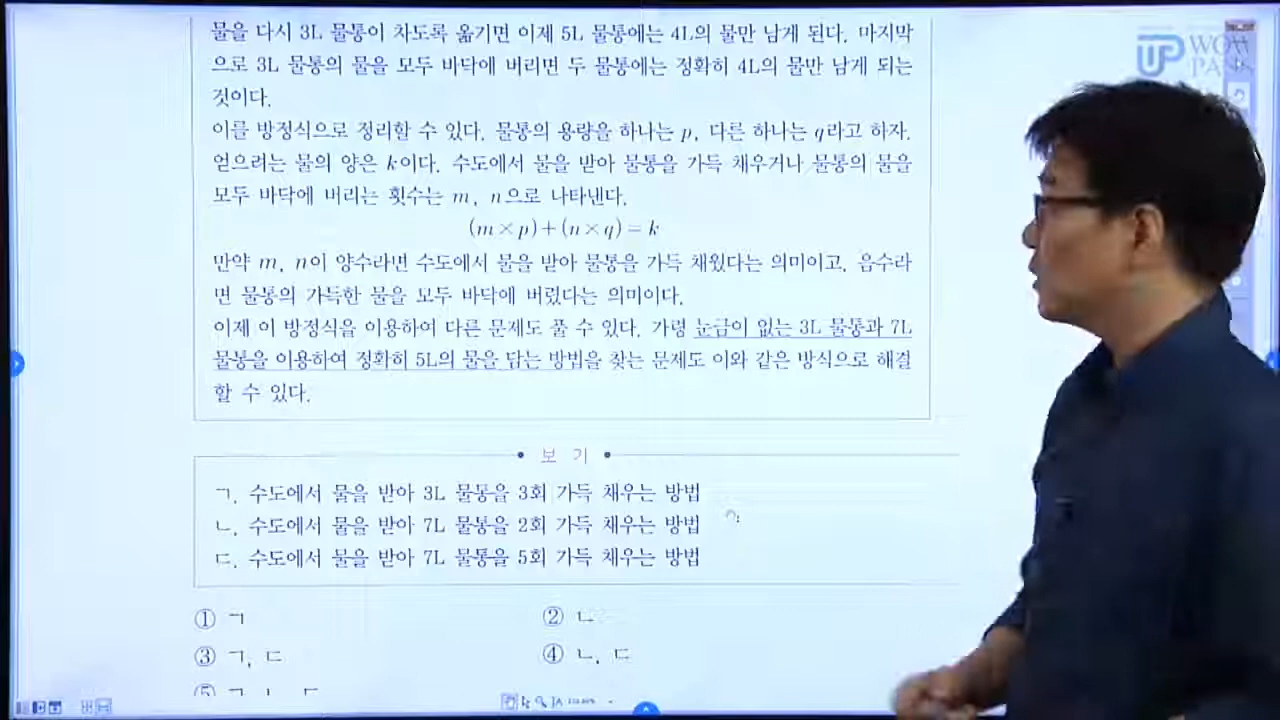 물을 다시 3L 물통이 차도록 옮기면 이제 5L 물통에는 4L의 물만 남게 된다. 마지막
으로 3L 물통의 물을 모두 바닥에 버리면 두 물통에는 정확히 4L의 물만 남게 되는
것이다.
이를 방정식으로 정리할 수 있다. 물통의 용량을 하나는 p, 다른 하나는 q라고 하자.
얻으려는 물의 양은 k이다. 수도에서 물을 받아 물통을 가득 채우거나 물통의 물을
모두 바닥에 버리는 횟수는 m, n으로 나타낸다.
(m×p)+(n×q)=k
만약 m, n이 양수라면 수도에서 물을 받아 물통을 가득 채웠다는 의미이고, 음수라
면 물통의 가득한 물을 모두 바닥에 버렸다는 의미이다.
이제 이 방정식을 이용하여 다른 문제도 풀 수 있다. 가령 눈금이 없는 3L 물통과 7L
물통을 이용하여 정확히 5L의 물을 담는 방법을 찾는 문제도 이와 같은 방식으로 해결
할 수 있다.
보 기
ㄱ. 수도에서 물을 받아 3L 물통을 3회 가득 채우는 방법
ㄴ. 수도에서 물을 받아 7L 물통을 2회 가득 채우는 방법
ㄷ. 수도에서 물을 받아 7L 물통을 5회 가득 채우는 방법
① ㄱ
② ㄴ
③ ㄱ, ㄷ
④ ㄴ, ㄷ